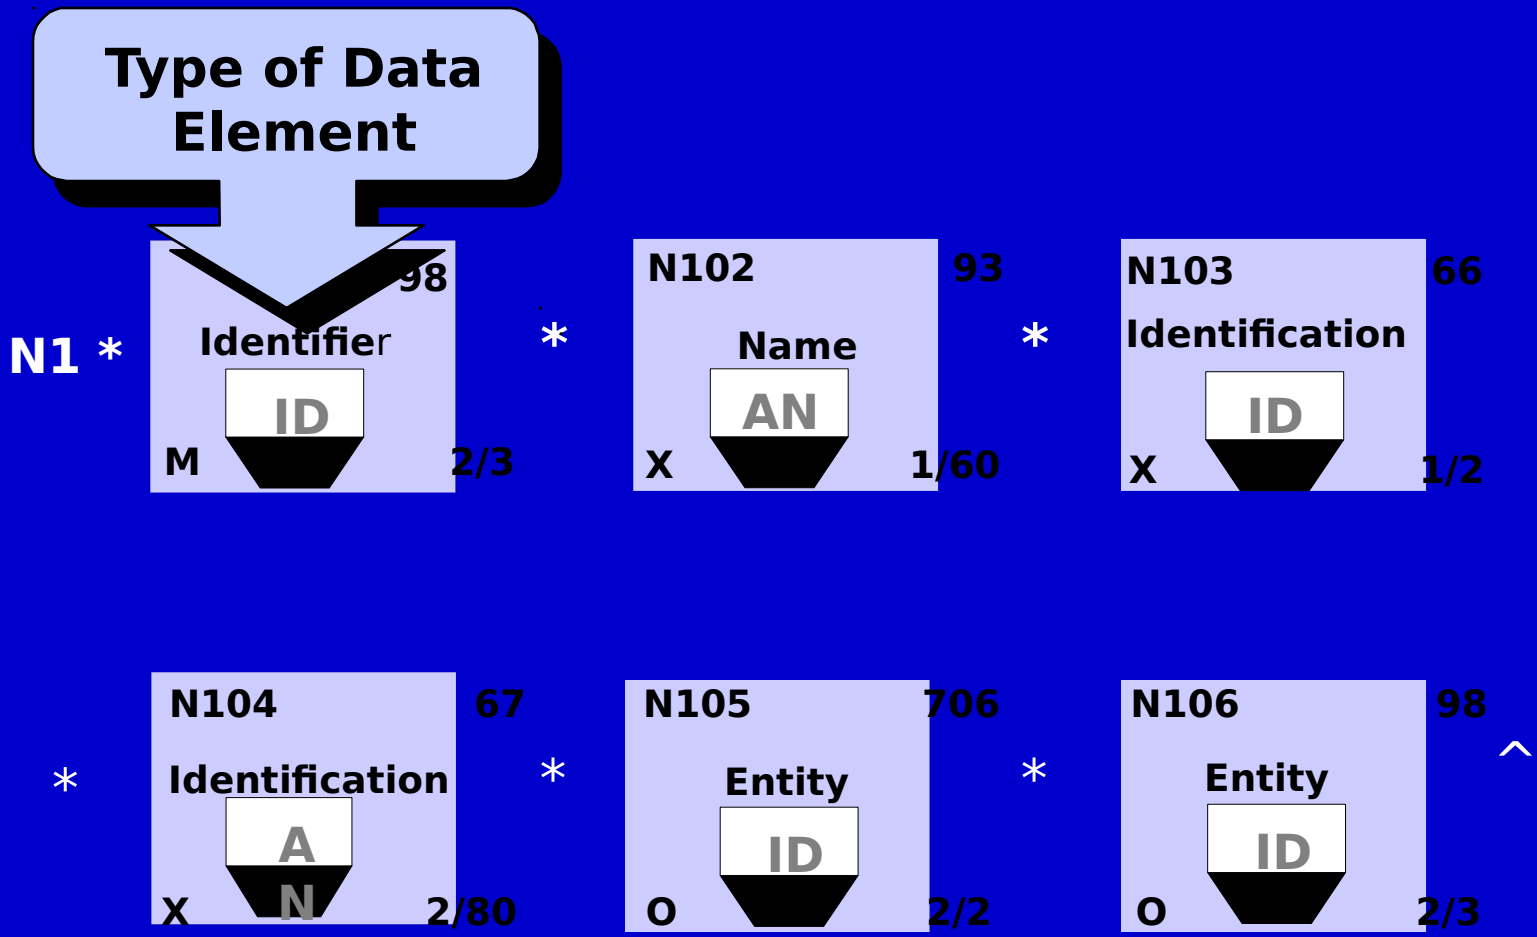 Type of Data
Element
98
Identifier
N1 *
ID
M
2/3
*
N102
93
Name
AN
X
1/60
*
N103
66
Identification
ID
X
1/2
*
N104
67
Identification
A
N
X
2/80
*
N105
706
Entity
ID
O
2/2
*
N106
98
Entity
ID
O
2/3
^